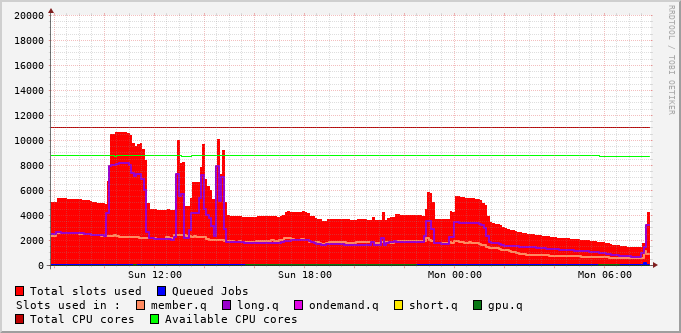 RRDTOOL / TOBI OETIKER
20000
18000
16000
14000
12000
10000
8000
6000
4000
2000
0
Sun 12:00 Sun 18:00 Mon 00:00 Mon 06:00
Total slots used Queued Jobs
Slots used in : member.q long.q ondemand.q short.q gpu.q
Total CPU cores Available CPU cores